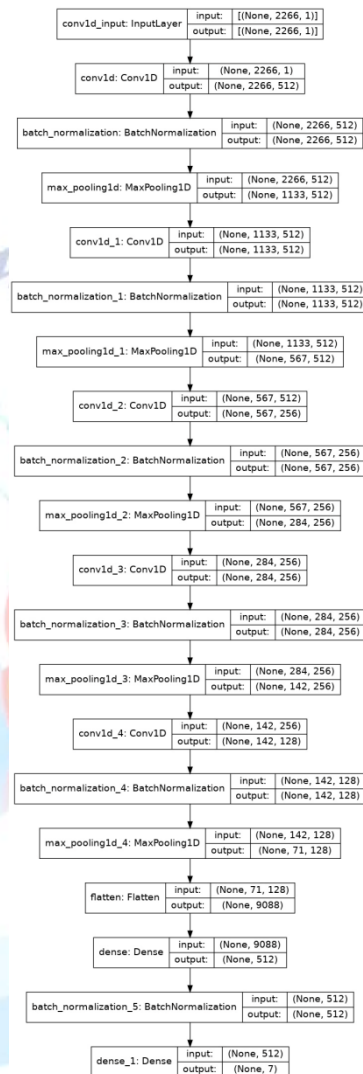 conv1d_input: InputLayer input: [(None, 2266, 1)]
output: [(None, 2266, 1)]
conv1d: Conv1D input: (None, 2266, 1)
output: (None, 2266, 512)
batch_normalization: BatchNormalization input: (None, 2266, 512)
output: (None, 2266, 512)
max_pooling1d: MaxPooling1D input: (None, 2266, 512)
output: (None, 1133, 512)
conv1d_1: Conv1D input: (None, 1133, 512)
output: (None, 1133, 512)
batch_normalization_1: BatchNormalization input: (None, 1133, 512)
output: (None, 1133, 512)
max_pooling1d_1: MaxPooling1D input: (None, 1133, 512)
output: (None, 567, 512)
conv1d_2: Conv1D input: (None, 567, 512)
output: (None, 567, 256)
batch_normalization_2: BatchNormalization input: (None, 567, 256)
output: (None, 567, 256)
max_pooling1d_2: MaxPooling1D input: (None, 567, 256)
output: (None, 284, 256)
conv1d_3: Conv1D input: (None, 284, 256)
output: (None, 284, 256)
batch_normalization_3: BatchNormalization input: (None, 284, 256)
output: (None, 284, 256)
max_pooling1d_3: MaxPooling1D input: (None, 284, 256)
output: (None, 142, 256)
conv1d_4: Conv1D input: (None, 142, 256)
output: (None, 142, 128)
batch_normalization_4: BatchNormalization input: (None, 142, 128)
output: (None, 142, 128)
max_pooling1d_4: MaxPooling1D input: (None, 142, 128)
output: (None, 71, 128)
flatten: Flatten input: (None, 71, 128)
output: (None, 9088)
dense: Dense input: (None, 9088)
output: (None, 512)
batch_normalization_5: BatchNormalization input: (None, 512)
output: (None, 512)
dense_1: Dense input: (None, 512)
output: (None, 7)